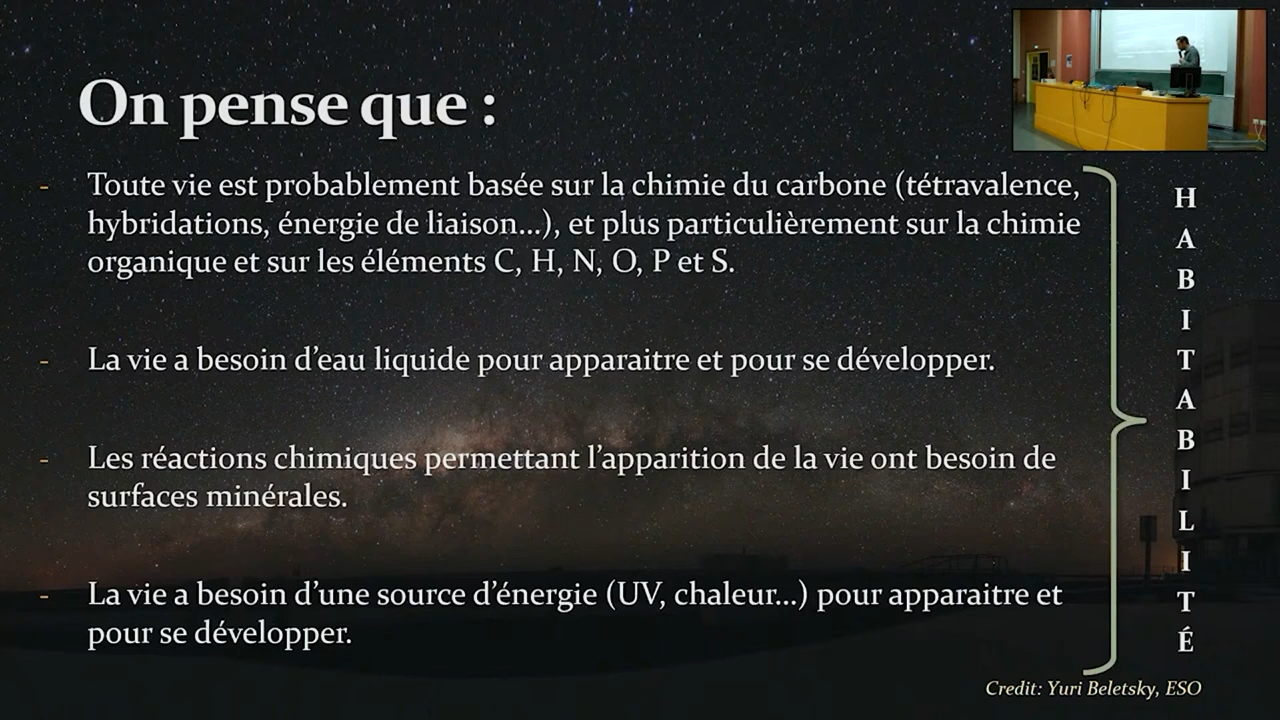 On pense que :
- Toute vie est probablement basée sur la chimie du carbone (tétravalence,
hybridations, énergie de liaison...), et plus particulièrement sur la chimie
organique et sur les éléments C, H, N, O, P et S.
- La vie a besoin d'eau liquide pour apparaitre et pour se développer.
- Les réactions chimiques permettant l'apparition de la vie ont besoin de
surfaces minérales.
- La vie a besoin d'une source d'énergie (UV, chaleur...) pour apparaitre et
pour se développer.
H
A
B
I
T
A
B
I
L
I
T
É
Credit: Yuri Beletsky, ESO